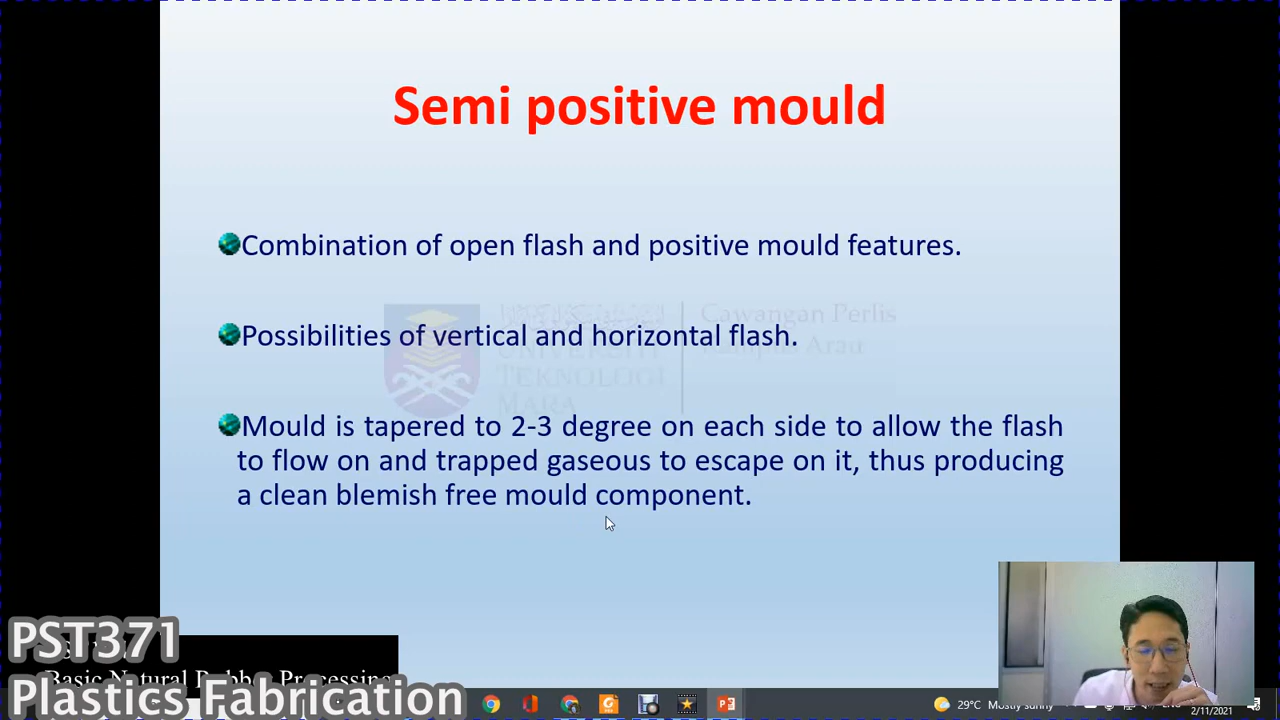 Semi positive mould
Combination of open flash and positive mould features.
Cawangan Perlis
Kampus Arau
Possibilities of vertical and horizontal flash.
UNIVERSITI
TEKNOLOGI
MARA
Mould is tapered to 2-3 degree on each side to allow the flash
to flow on and trapped gaseous to escape on it, thus producing
a clean blemish free mould component.
PST371
Basic Natural Rubber Processing
Plastics Fabrication
29°C Mostly sunny
2/11/2021